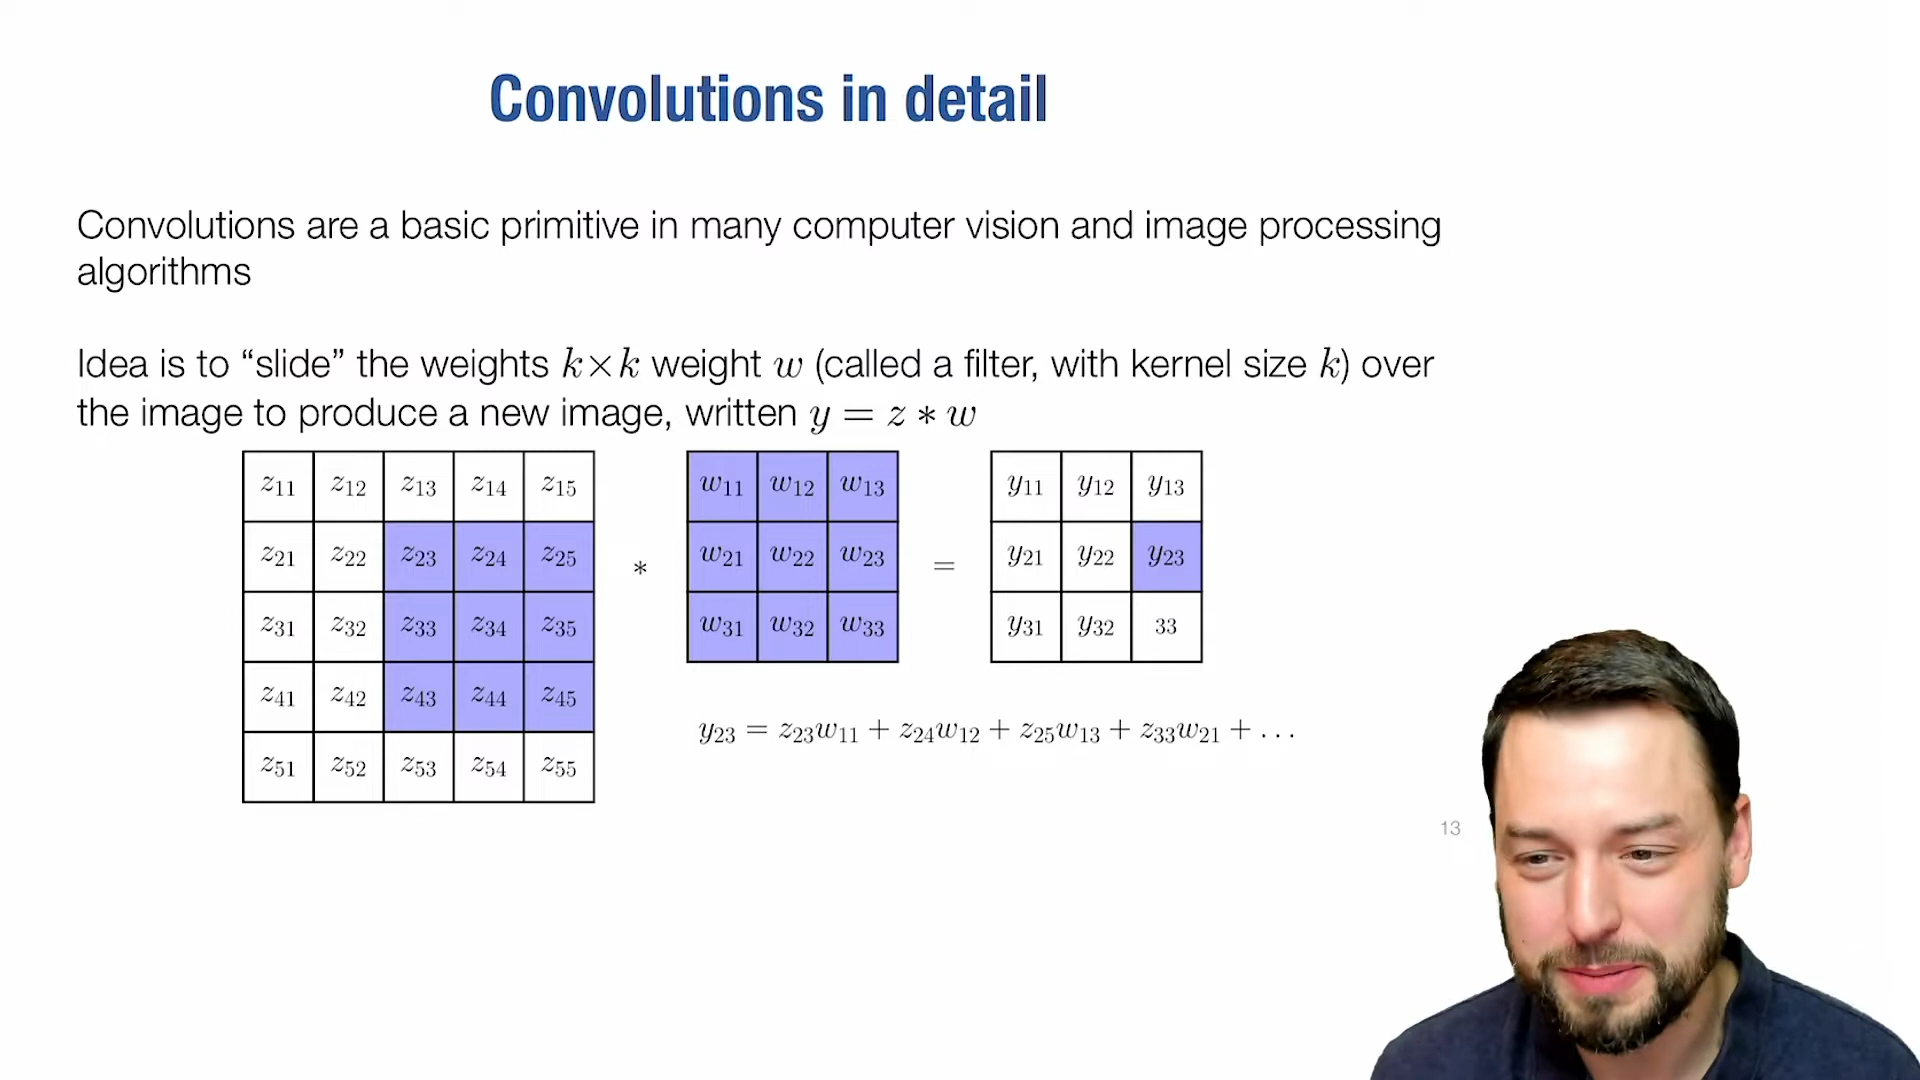 Convolutions in detail
Convolutions are a basic primitive in many computer vision and image processing
algorithms
Idea is to “slide” the weights k×k weight w (called a filter, with kernel size k) over
the image to produce a new image, written y = z ∗ w
z11 z12 z13 z14 z15
z21 z22 z23 z24 z25
z31 z32 z33 z34 z35
z41 z42 z43 z44 z45
z51 z52 z53 z54 z55
∗
w11 w12 w13
w21 w22 w23
w31 w32 w33
=
y11 y12 y13
y21 y22 y23
y31 y32 33
y23 = z23w11 + z24w12 + z25w13 + z33w21 + …
13